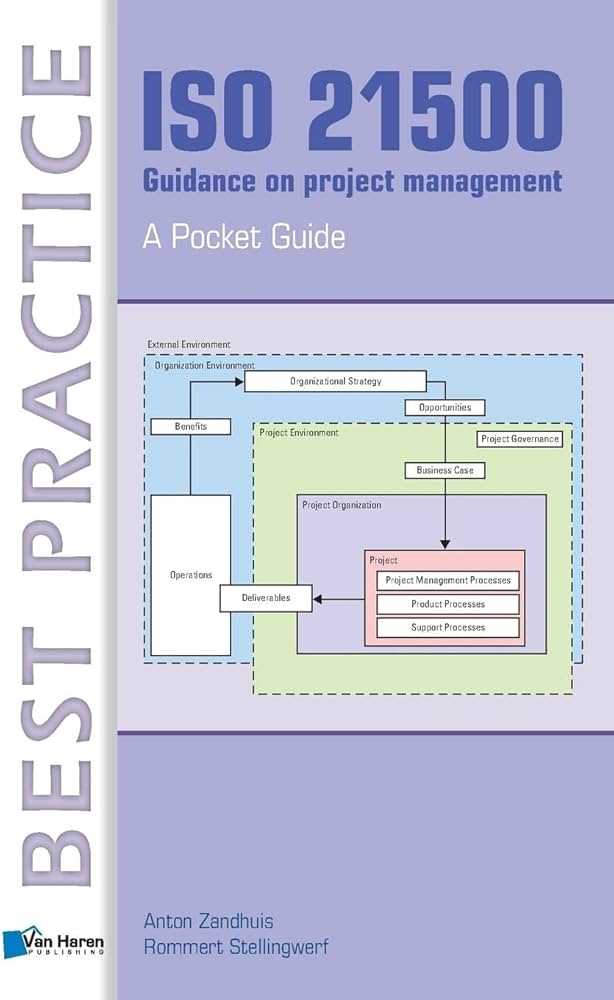 BEST PRACTICE
ISO 21500
Guidance on project management
A Pocket Guide
External Environment
Organization Environment
Organizational Strategy
Opportunities
Benefits
Project Environment
Project Governance
Business Case
Project Organization
Project
Operations
Project Management Processes
Deliverables
Product Processes
Support Processes
Anton Zandhuis
Rommert Stellingwerf
Van Haren
PUBLISHING